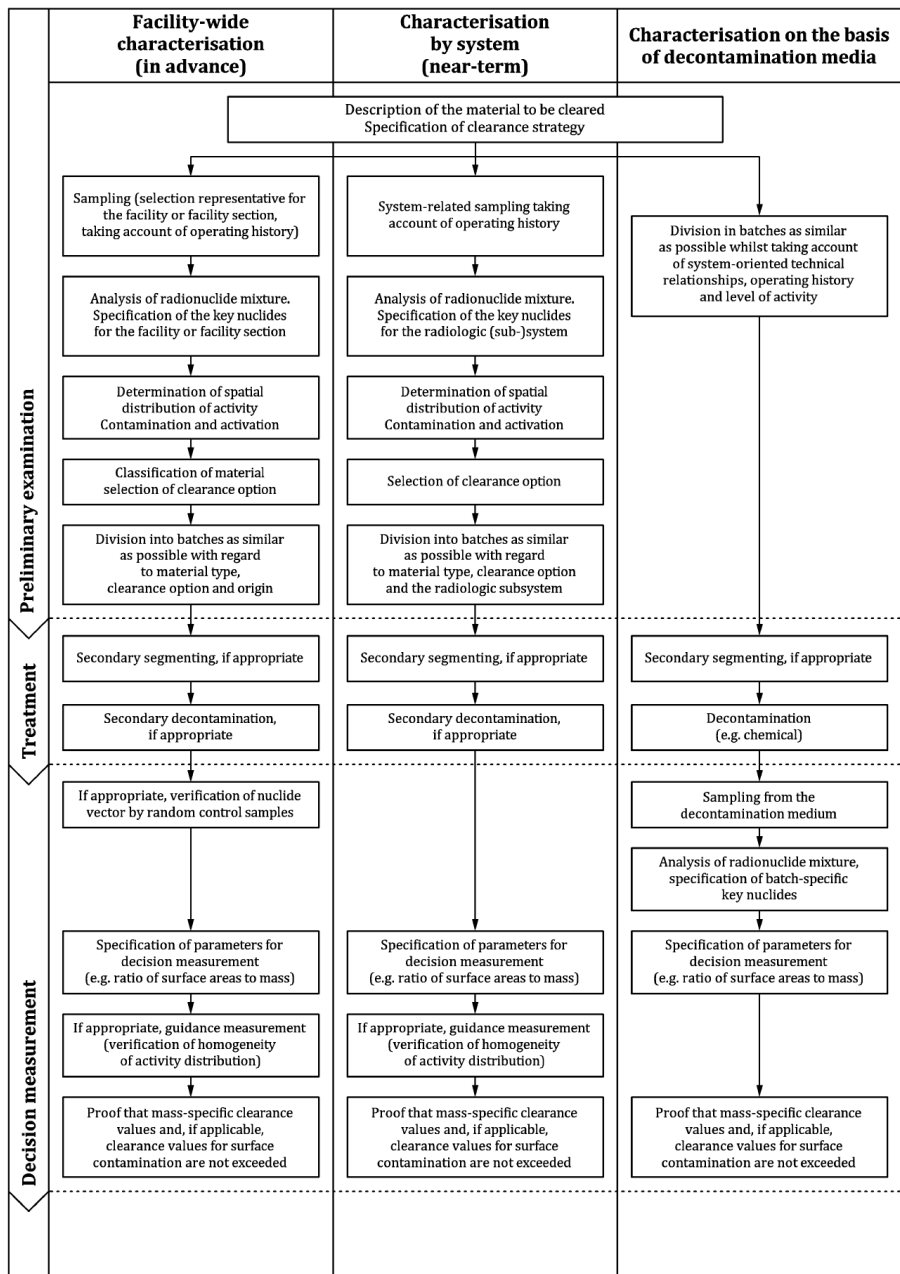 Facility-wide
characterisation
(in advance)
Characterisation
by system
(near-term)
Characterisation on the basis
of decontamination media
Preliminary examination
Description of the material to be cleared
Specification of clearance strategy
Sampling (selection representative for
the facility or facility section,
taking account of operating history)
System-related sampling taking
account of operating history
Division in batches as similar
as possible whilst taking account
of system-oriented technical
relationships, operating history
and level of activity
Analysis of radionuclide mixture.
Specification of the key nuclides
for the facility or facility section
Analysis of radionuclide mixture.
Specification of the key nuclides
for the radiologic (sub-)system
Determination of spatial
distribution of activity
Contamination and activation
Determination of spatial
distribution of activity
Contamination and activation
Classification of material
selection of clearance option
Selection of clearance option
Division into batches as similar
as possible with regard
to material type,
clearance option and origin
Division into batches as similar
as possible with regard
to material type, clearance option
and the radiologic subsystem
Treatment
Secondary segmenting, if appropriate
Secondary segmenting, if appropriate
Secondary segmenting, if appropriate
Secondary decontamination,
if appropriate
Secondary decontamination,
if appropriate
Decontamination
(e.g. chemical)
Decision measurement
If appropriate, verification of nuclide
vector by random control samples
Sampling from the
decontamination medium
Analysis of radionuclide mixture,
specification of batch-specific
key nuclides
Specification of parameters for
decision measurement
(e.g. ratio of surface areas to mass)
Specification of parameters for
decision measurement
(e.g. ratio of surface areas to mass)
Specification of parameters for
decision measurement
(e.g. ratio of surface areas to mass)
If appropriate, guidance measurement
(verification of homogeneity
of activity distribution)
If appropriate, guidance measurement
(verification of homogeneity
of activity distribution)
Proof that mass-specific clearance
values and, if applicable,
clearance values for surface
contamination are not exceeded
Proof that mass-specific clearance
values and, if applicable,
clearance values for surface
contamination are not exceeded
Proof that mass-specific clearance
values and, if applicable,
clearance values for surface
contamination are not exceeded